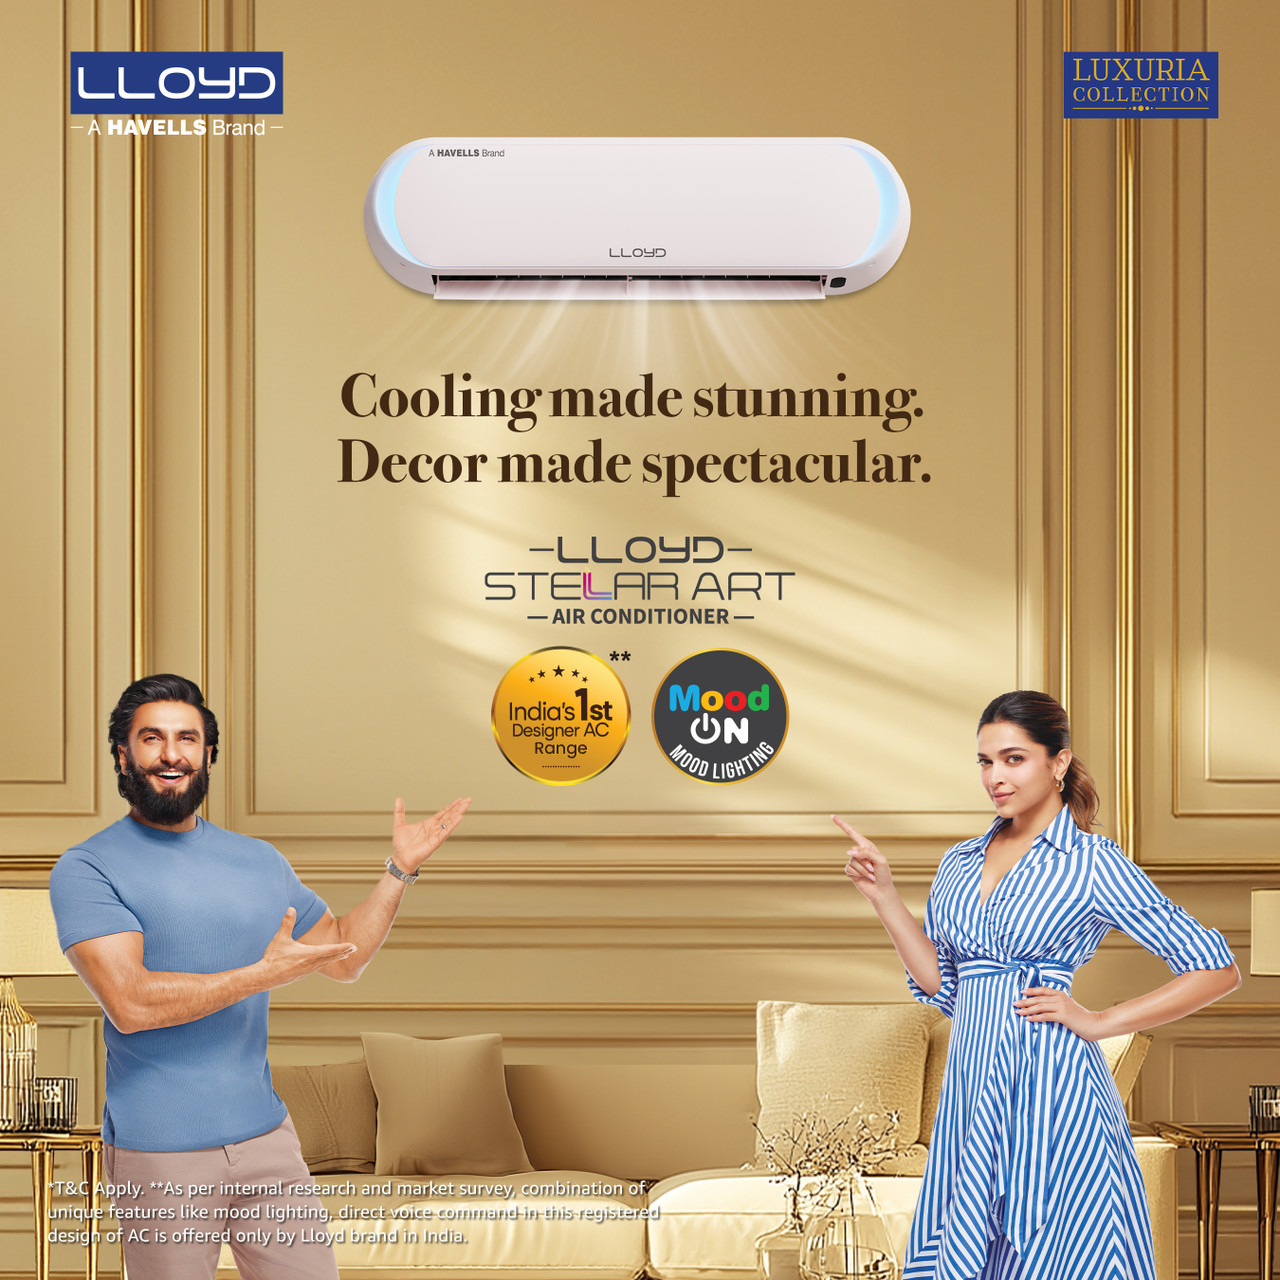 LLOYD
A HAVELLS Brand
LUXURIA
COLLECTION
A HAVELLS Brand
LLOYD
Cooling made stunning.
Decor made spectacular.
LLOYD
STELLAR ART
AIR CONDITIONER
India's 1st
Designer AC
Range
**
Mood
ON
MOOD LIGHTING
*T&C Apply. **As per internal research and market survey, combination of
unique features like mood lighting, direct voice command in this registered
design of AC is offered only by Lloyd brand in India.